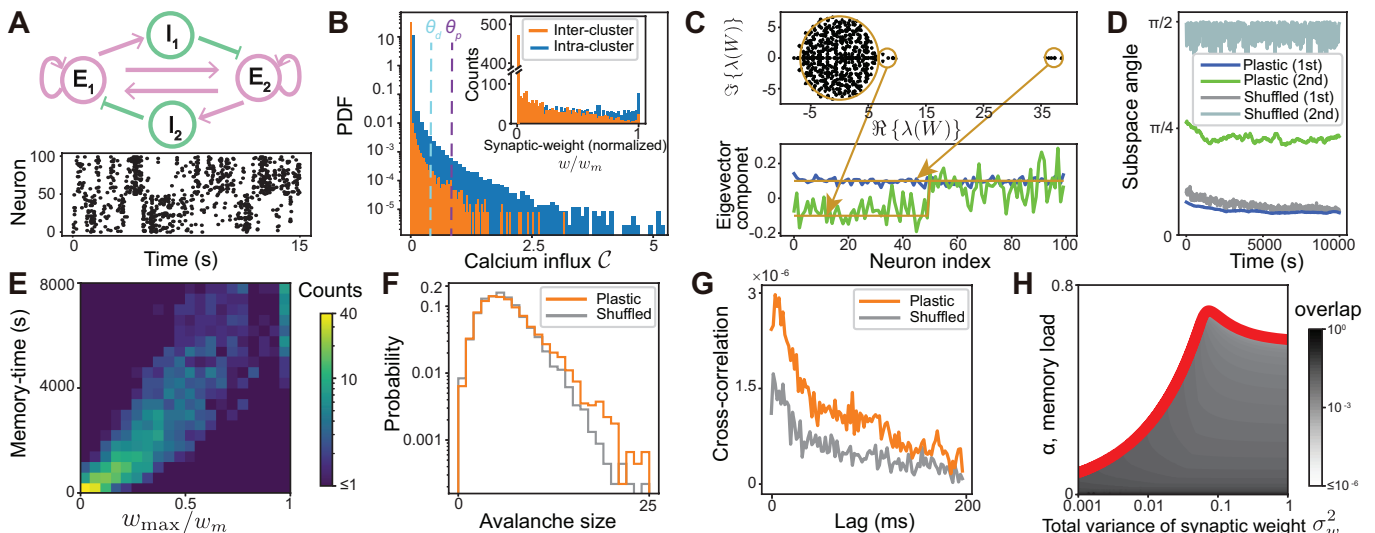 A
I₁
E₁
E₂
I₂
Neuron
100
50
0
0
15
Time (s)
B
θd
θp
PDF
10
1
0.1
0.01
10⁻³
10⁻⁴
10⁻⁵
0
2.5
5
Calcium influx 𝒞
Counts
500
400
100
0
Inter-cluster
Intra-cluster
0
1
Synaptic-weight (normalized)
w/wₘ
C
ℑ{λ(W)}
5
0
-5
-5
5
15
25
37
ℜ{λ(W)}
Eigevector
componet
0.2
0
-0.2
0
20
40
60
80
100
Neuron index
D
Subspace angle
π/2
π/4
0
Plastic (1st)
Plastic (2nd)
Shuffled (1st)
Shuffled (2nd)
0
5000
10000
Time (s)
E
Memory-time (s)
8000
4000
0
0
0.5
1
w_max/wₘ
Counts
40
10
≤1
F
Probability
0.2
0.1
0.01
0.001
Plastic
Shuffled
0
25
Avalanche size
G
×10⁻⁶
Cross-correlation
3
1.5
0
Plastic
Shuffled
0
200
Lag (ms)
H
α, memory load
0.8
0
0.001
0.01
0.1
1
Total variance of synaptic weight σ²w
overlap
10⁰
10⁻³
≤10⁻⁶